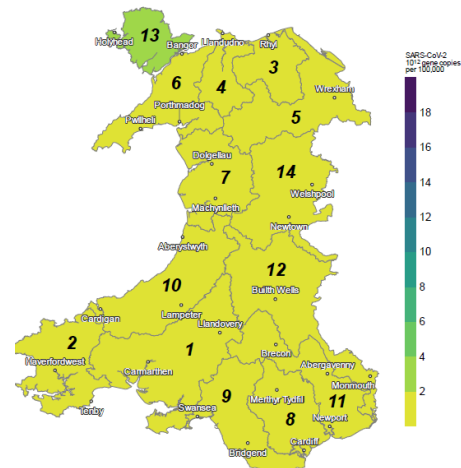 13
Holyhead
Bangor
Llandudno
Rhyl
6
4
3
Wrexham
Porthmadog
Pwllheli
5
Dolgellau
7
14
Welshpool
Machynlleth
Newtown
Aberystwyth
10
12
Builth Wells
Lampeter
Cardigan
Llandovery
2
1
Haverfordwest
Carmarthen
Brecon
Abergavenny
Monmouth
Tenby
Swansea
9
Merthyr Tydfil
8
11
Newport
Cardiff
Bridgend
SARS-CoV-2
10¹² gene copies
per 100,000
18
16
14
12
10
8
6
4
2